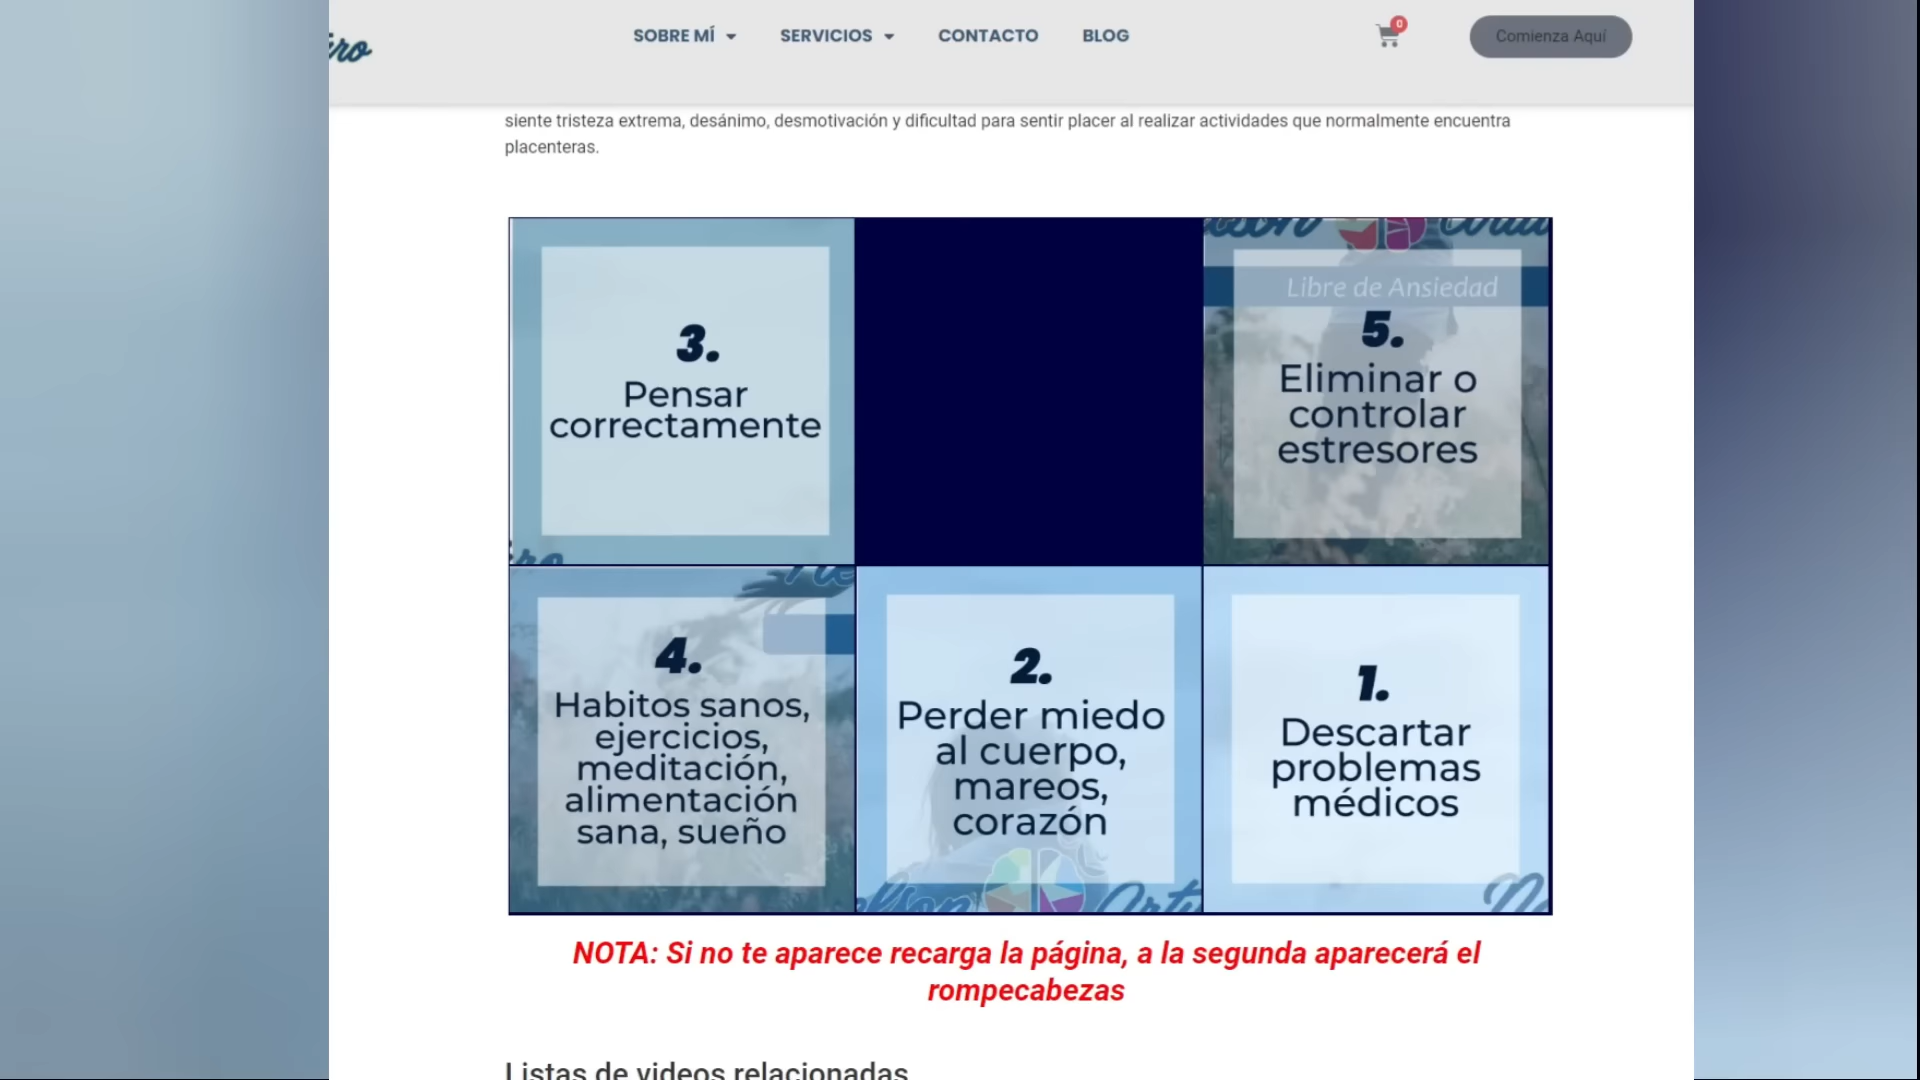 ro
SOBRE MÍ
SERVICIOS
CONTACTO
BLOG
0
Comienza Aquí
siente tristeza extrema, desánimo, desmotivación y dificultad para sentir placer al realizar actividades que normalmente encuentra
placenteras.
3.
Pensar
correctamente
Libre de Ansiedad
5.
Eliminar o
controlar
estresores
4.
Habitos sanos,
ejercicios,
meditación,
alimentación
sana, sueño
2.
Perder miedo
al cuerpo,
mareos,
corazón
1.
Descartar
problemas
médicos
NOTA: Si no te aparece recarga la página, a la segunda aparecerá el
rompecabezas
Listas de videos relacionadas